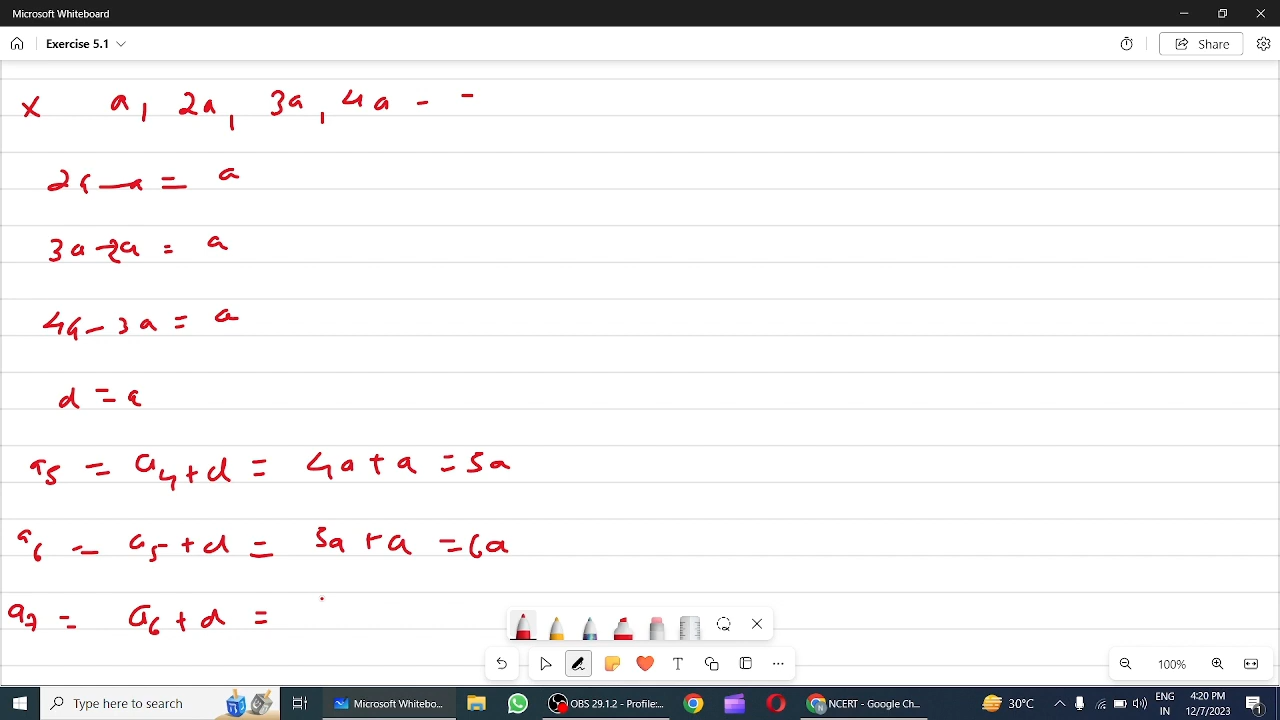 Microsoft Whiteboard
Exercise 5.1
Share
x a, 2a, 3a, 4a - -
2a - a = a
3a - 2a = a
4a - 3a = a
d = a
a5 = a4 + d = 4a + a = 5a
a6 = a5 + d = 5a + a = 6a
a7 = a6 + d =
T
100%
Type here to search
Microsoft Whitebo...
OBS 29.1.2 - Profile:...
NCERT - Google Ch...
30°C
ENG
IN
4:20 PM
12/7/2023